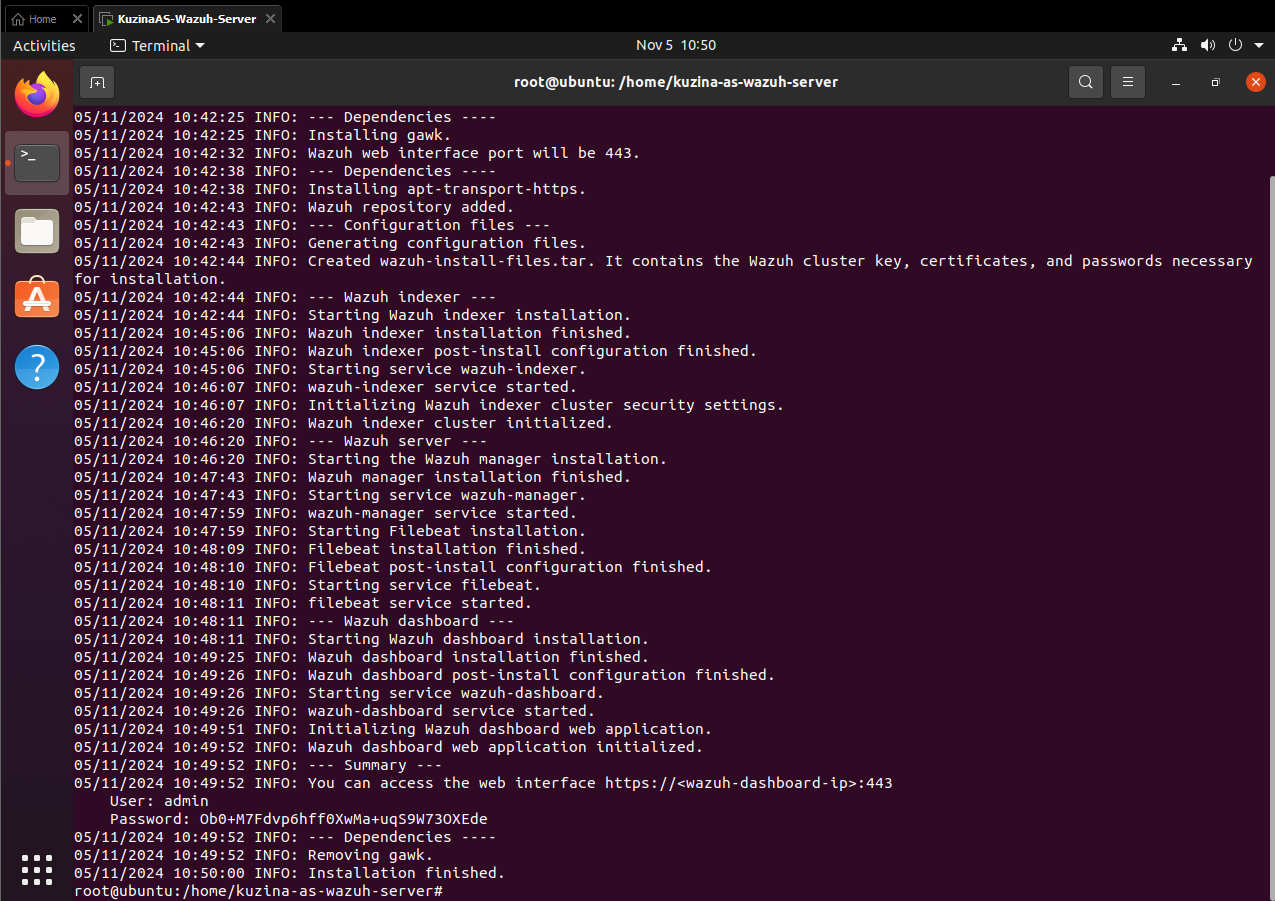 Home
KuzinaAS-Wazuh-Server
Activities Terminal Nov 5 10:50
root@ubuntu: /home/kuzina-as-wazuh-server
05/11/2024 10:42:25 INFO: --- Dependencies ----
05/11/2024 10:42:25 INFO: Installing gawk.
05/11/2024 10:42:32 INFO: Wazuh web interface port will be 443.
05/11/2024 10:42:38 INFO: --- Dependencies ----
05/11/2024 10:42:38 INFO: Installing apt-transport-https.
05/11/2024 10:42:43 INFO: Wazuh repository added.
05/11/2024 10:42:43 INFO: --- Configuration files ---
05/11/2024 10:42:43 INFO: Generating configuration files.
05/11/2024 10:42:44 INFO: Created wazuh-install-files.tar. It contains the Wazuh cluster key, certificates, and passwords necessary
for installation.
05/11/2024 10:42:44 INFO: --- Wazuh indexer ---
05/11/2024 10:42:44 INFO: Starting Wazuh indexer installation.
05/11/2024 10:45:06 INFO: Wazuh indexer installation finished.
05/11/2024 10:45:06 INFO: Wazuh indexer post-install configuration finished.
05/11/2024 10:45:06 INFO: Starting service wazuh-indexer.
05/11/2024 10:46:07 INFO: wazuh-indexer service started.
05/11/2024 10:46:07 INFO: Initializing Wazuh indexer cluster security settings.
05/11/2024 10:46:20 INFO: Wazuh indexer cluster initialized.
05/11/2024 10:46:20 INFO: --- Wazuh server ---
05/11/2024 10:46:20 INFO: Starting the Wazuh manager installation.
05/11/2024 10:47:43 INFO: Wazuh manager installation finished.
05/11/2024 10:47:43 INFO: Starting service wazuh-manager.
05/11/2024 10:47:59 INFO: wazuh-manager service started.
05/11/2024 10:47:59 INFO: Starting Filebeat installation.
05/11/2024 10:48:09 INFO: Filebeat installation finished.
05/11/2024 10:48:10 INFO: Filebeat post-install configuration finished.
05/11/2024 10:48:10 INFO: Starting service filebeat.
05/11/2024 10:48:11 INFO: filebeat service started.
05/11/2024 10:48:11 INFO: --- Wazuh dashboard ---
05/11/2024 10:48:11 INFO: Starting Wazuh dashboard installation.
05/11/2024 10:49:25 INFO: Wazuh dashboard installation finished.
05/11/2024 10:49:26 INFO: Wazuh dashboard post-install configuration finished.
05/11/2024 10:49:26 INFO: Starting service wazuh-dashboard.
05/11/2024 10:49:26 INFO: wazuh-dashboard service started.
05/11/2024 10:49:51 INFO: Initializing Wazuh dashboard web application.
05/11/2024 10:49:52 INFO: Wazuh dashboard web application initialized.
05/11/2024 10:49:52 INFO: --- Summary ---
05/11/2024 10:49:52 INFO: You can access the web interface https://<wazuh-dashboard-ip>:443
User: admin
Password: Ob0+M7Fdvp6hff0XwMa+uqS9W73OXEde
05/11/2024 10:49:52 INFO: --- Dependencies ----
05/11/2024 10:49:52 INFO: Removing gawk.
05/11/2024 10:50:00 INFO: Installation finished.
root@ubuntu:/home/kuzina-as-wazuh-server#